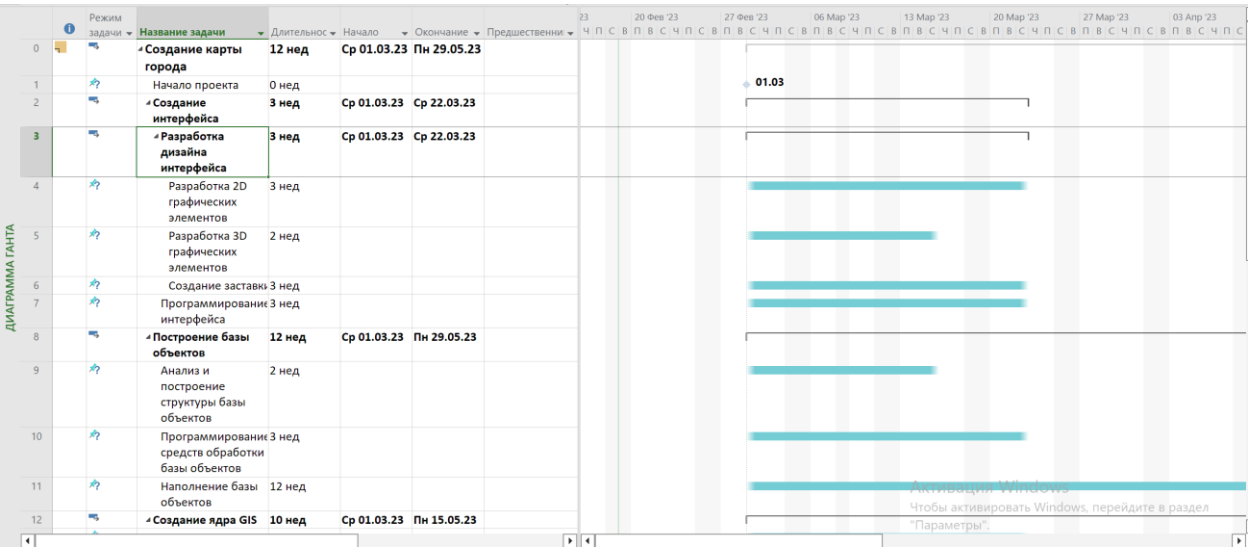 Режим
задачи Название задачи Длительнос Начало Окончание Предшественни
23 20 Фев '23 27 Фев '23 06 Мар '23 13 Мар '23 20 Мар '23 27 Мар '23 03 Апр '23
Ч П С В П В С Ч П С В П В С Ч П С В П В С Ч П С В П В С Ч П С
ДИАГРАММА ГАНТА
0 Создание карты 12 нед Ср 01.03.23 Пн 29.05.23
города
1 Начало проекта 0 нед 01.03
2 Создание 3 нед Ср 01.03.23 Ср 22.03.23
интерфейса
3 Разработка 3 нед Ср 01.03.23 Ср 22.03.23
дизайна
интерфейса
4 Разработка 2D 3 нед
графических
элементов
5 Разработка 3D 2 нед
графических
элементов
6 Создание заставки 3 нед
7 Программирование 3 нед
интерфейса
8 Построение базы 12 нед Ср 01.03.23 Пн 29.05.23
объектов
9 Анализ и 2 нед
построение
структуры базы
объектов
10 Программирование 3 нед
средств обработки
базы объектов
11 Наполнение базы 12 нед
объектов
12 Создание ядра GIS 10 нед Ср 01.03.23 Пн 15.05.23
Активация Windows
Чтобы активировать Windows, перейдите в раздел
"Параметры".